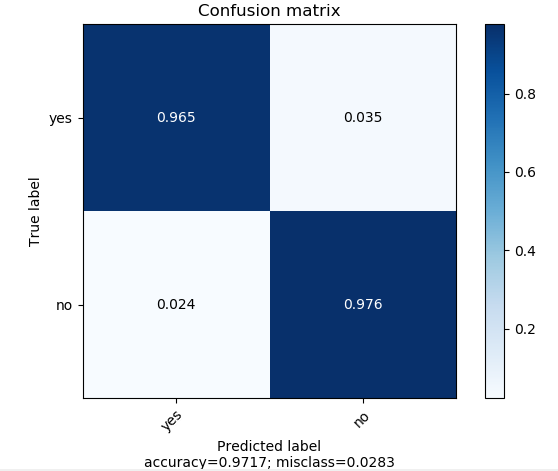 Confusion matrix
True label
yes
0.965
0.035
no
0.024
0.976
yes
no
Predicted label
accuracy=0.9717; misclass=0.0283
0.8
0.6
0.4
0.2